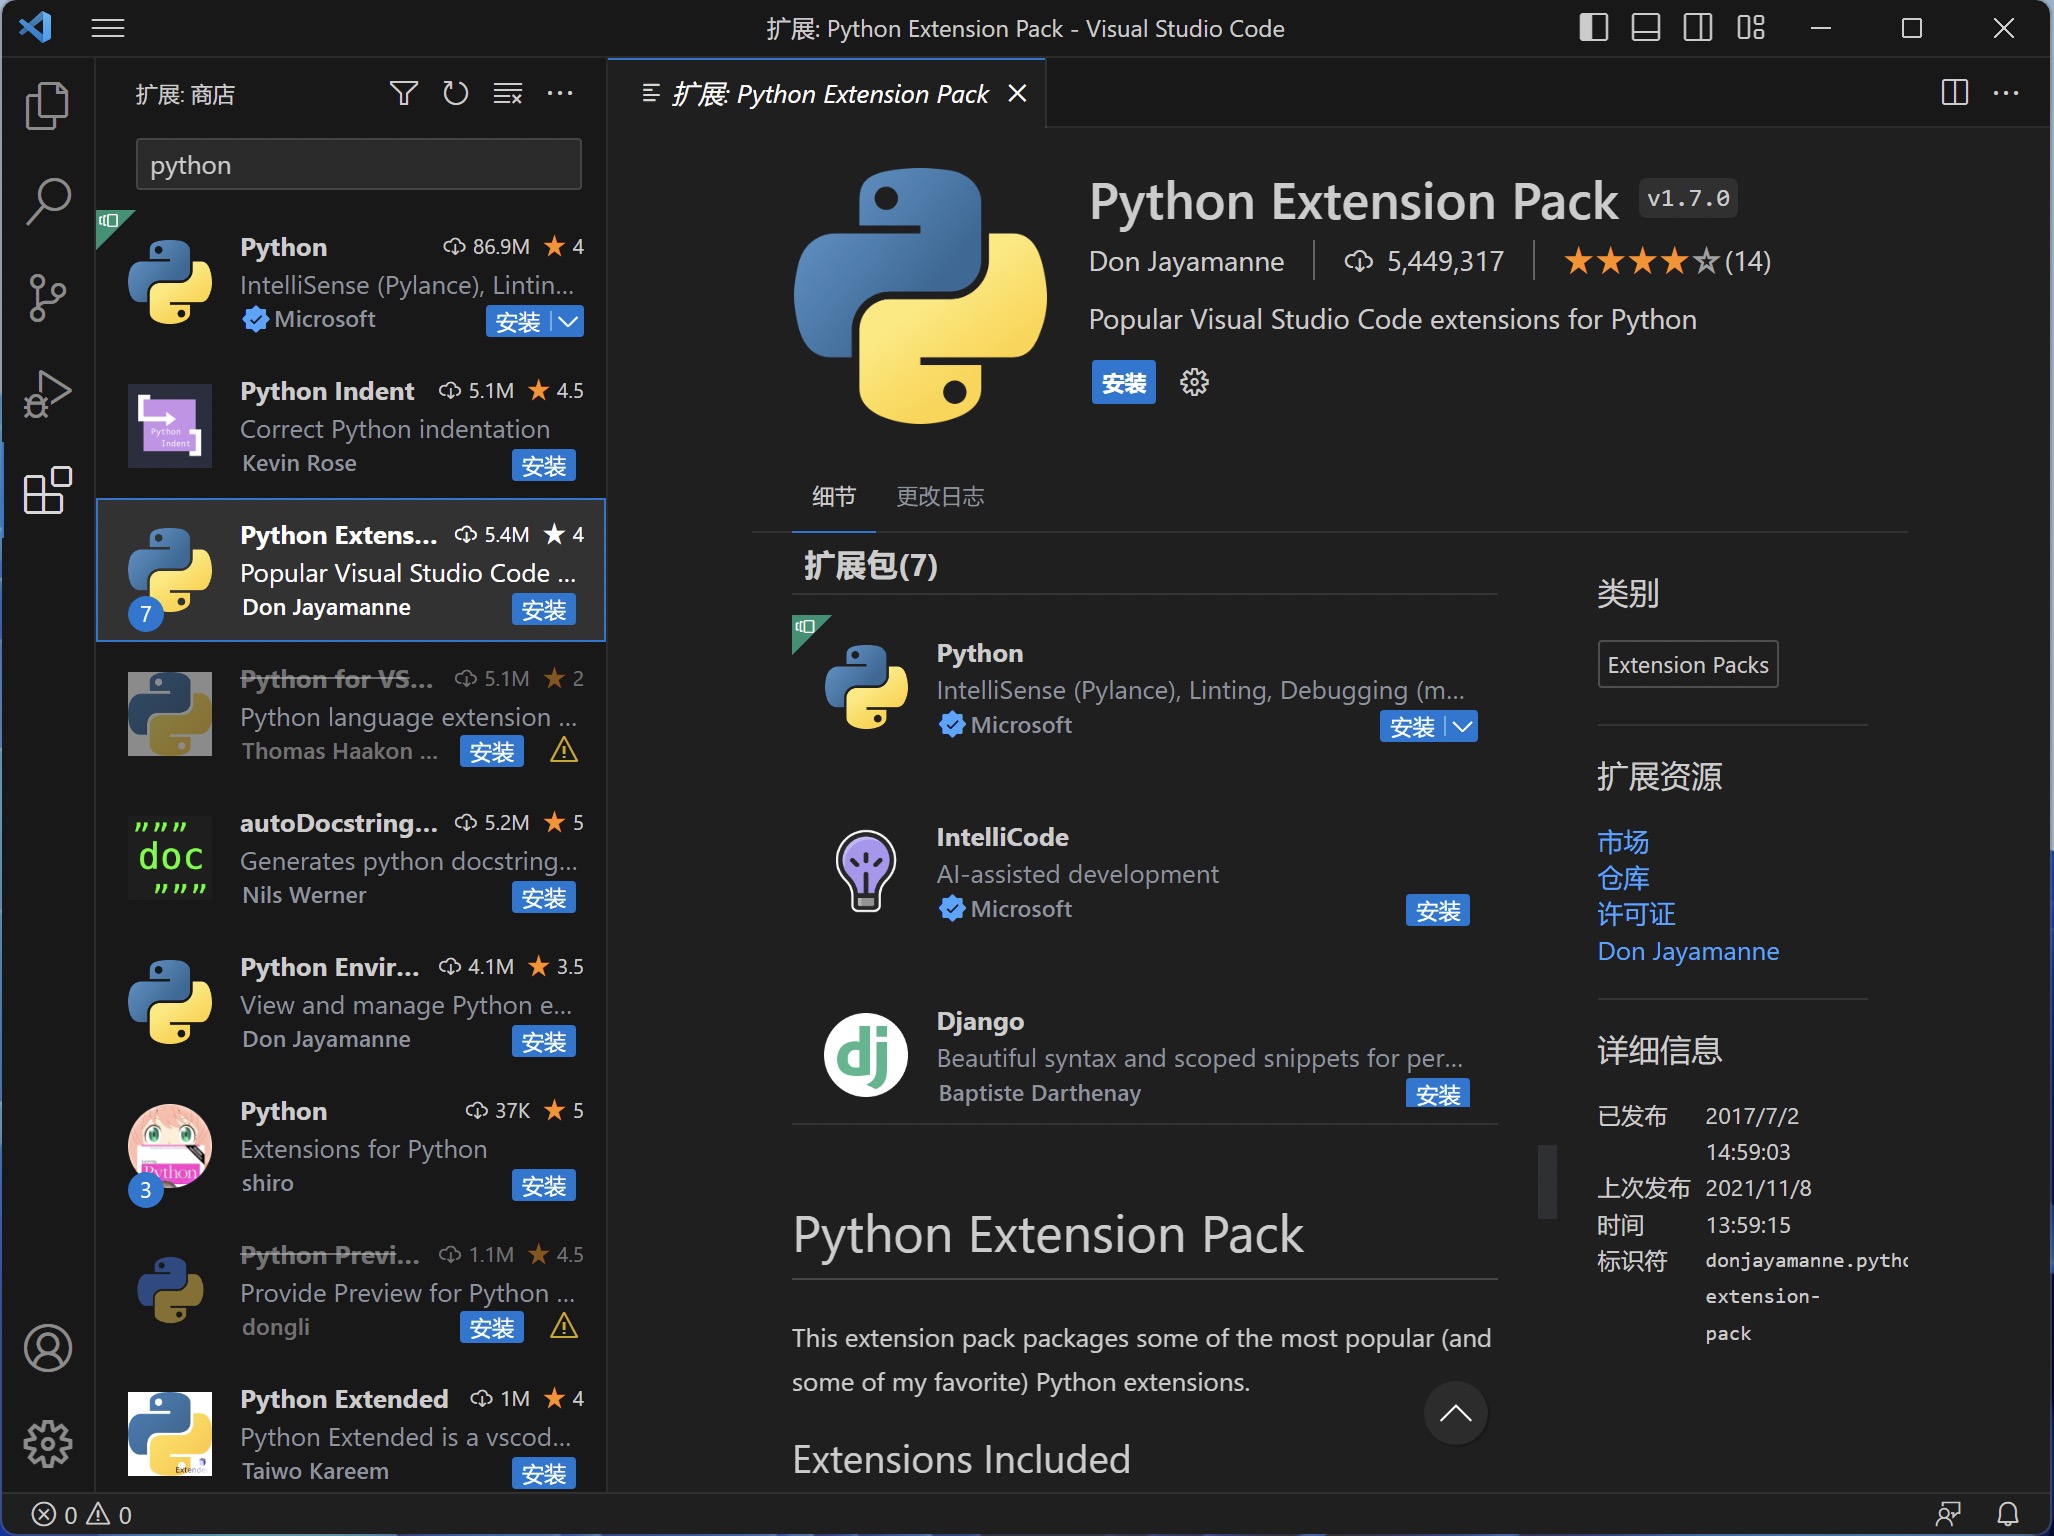 扩展: Python Extension Pack - Visual Studio Code
扩展: 商店
python
Python 86.9M 4
IntelliSense (Pylance), Lintin...
Microsoft 安装
Python Indent 5.1M 4.5
Correct Python indentation
Kevin Rose 安装
Python Indent
Python Extens... 5.4M 4
Popular Visual Studio Code ...
Don Jayamanne 安装
7
Python for VS... 5.1M 2
Python language extension ...
Thomas Haakon ... 安装
autoDocstring... 5.2M 5
Generates python docstring...
Nils Werner 安装
"""
doc
"""
Python Envir... 4.1M 3.5
View and manage Python e...
Don Jayamanne 安装
Python 37K 5
Extensions for Python
shiro 安装
Python
3
Python Previ... 1.1M 4.5
Provide Preview for Python ...
dongli 安装
Python Extended 1M 4
Python Extended is a vscod...
Taiwo Kareem 安装
扩展: Python Extension Pack
Python Extension Pack v1.7.0
Don Jayamanne 5,449,317 (14)
Popular Visual Studio Code extensions for Python
安装
细节 更改日志
扩展包(7)
Python
IntelliSense (Pylance), Linting, Debugging (m...
Microsoft 安装
IntelliCode
AI-assisted development
Microsoft 安装
dj
Django
Beautiful syntax and scoped snippets for per...
Baptiste Darthenay 安装
Python Extension Pack
This extension pack packages some of the most popular (and
some of my favorite) Python extensions.
Extensions Included
类别
Extension Packs
扩展资源
市场
仓库
许可证
Don Jayamanne
详细信息
已发布 2017/7/2
14:59:03
上次发布 2021/11/8
时间 13:59:15
标识符 donjayamanne.pytho
extension-
pack
0 0